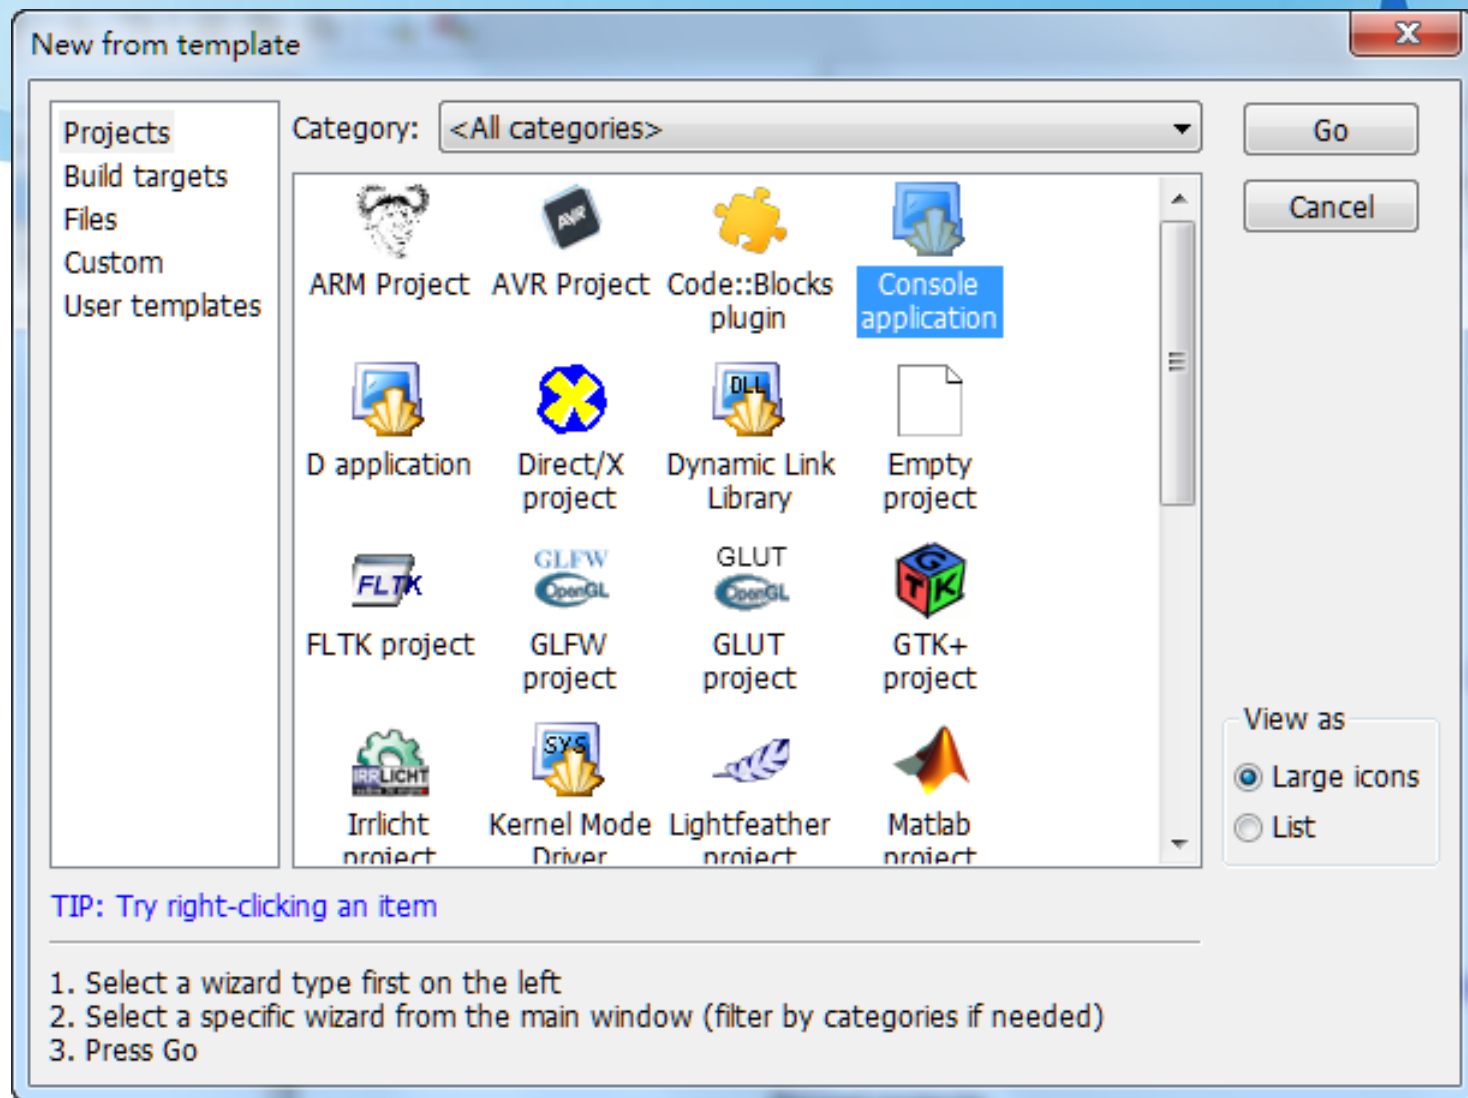 New from template
Projects
Build targets
Files
Custom
User templates
Category: <All categories>
Go
Cancel
AVR
ARM Project AVR Project Code::Blocks plugin Console application
DLL
D application Direct/X project Dynamic Link Library Empty project
FLTK
GLFW OpenGL
GLUT OpenGL
G T K
FLTK project GLFW project GLUT project GTK+ project
IRRLICHT
SYS
Irrlicht project Kernel Mode Driver Lightfeather project Matlab project
View as
Large icons
List
TIP: Try right-clicking an item
1. Select a wizard type first on the left
2. Select a specific wizard from the main window (filter by categories if needed)
3. Press Go